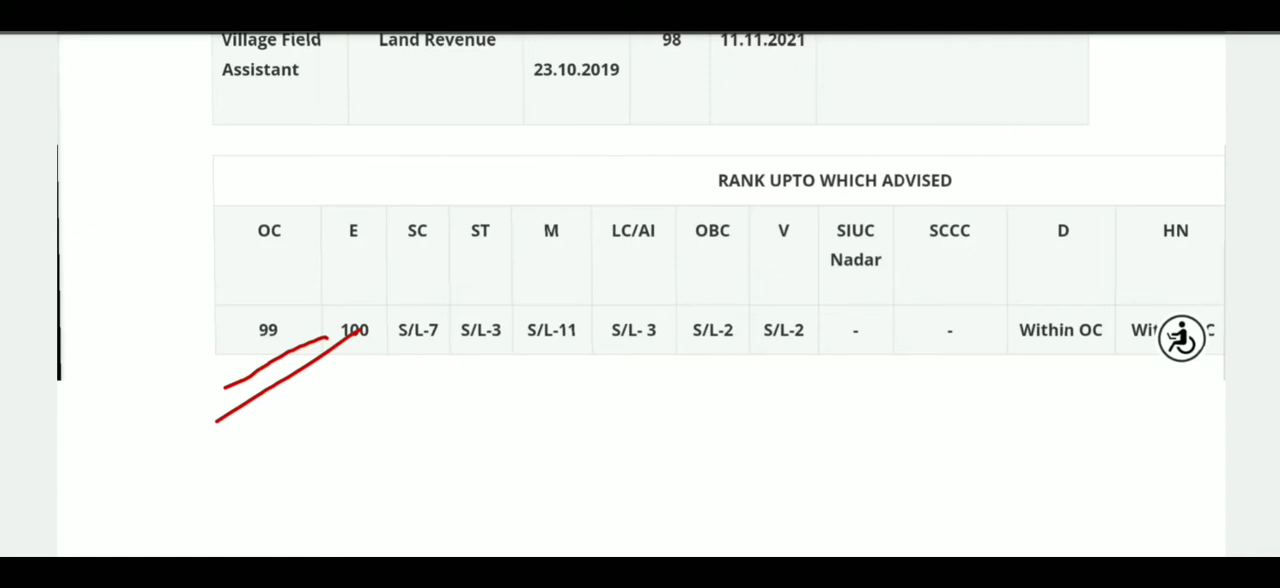 Village Field Land Revenue 98 11.11.2021
Assistant 23.10.2019
RANK UPTO WHICH ADVISED
OC E SC ST M LC/AI OBC V SIUC SCCC D HN
Nadar
99 100 S/L-7 S/L-3 S/L-11 S/L- 3 S/L-2 S/L-2 - - Within OC